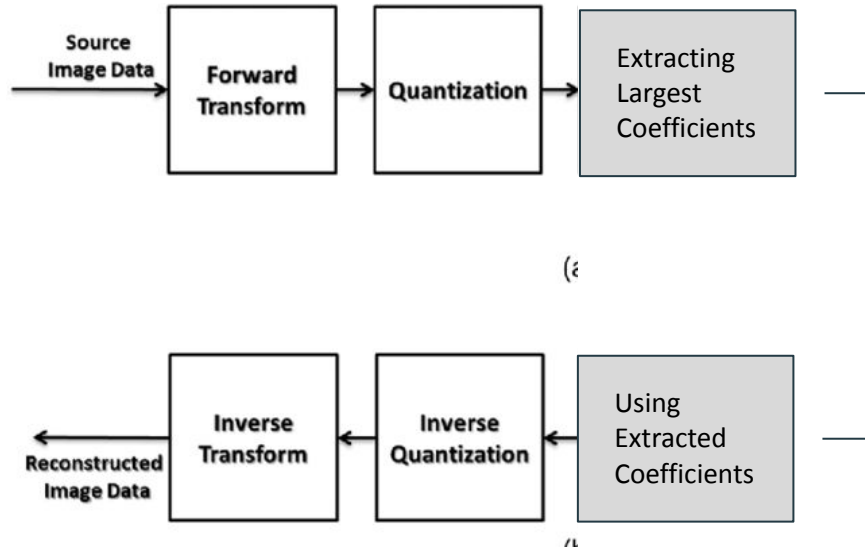 Source
Image Data
Forward
Transform
Quantization
Extracting
Largest
Coefficients
(a
Inverse
Transform
Inverse
Quantization
Using
Extracted
Coefficients
Reconstructed
Image Data